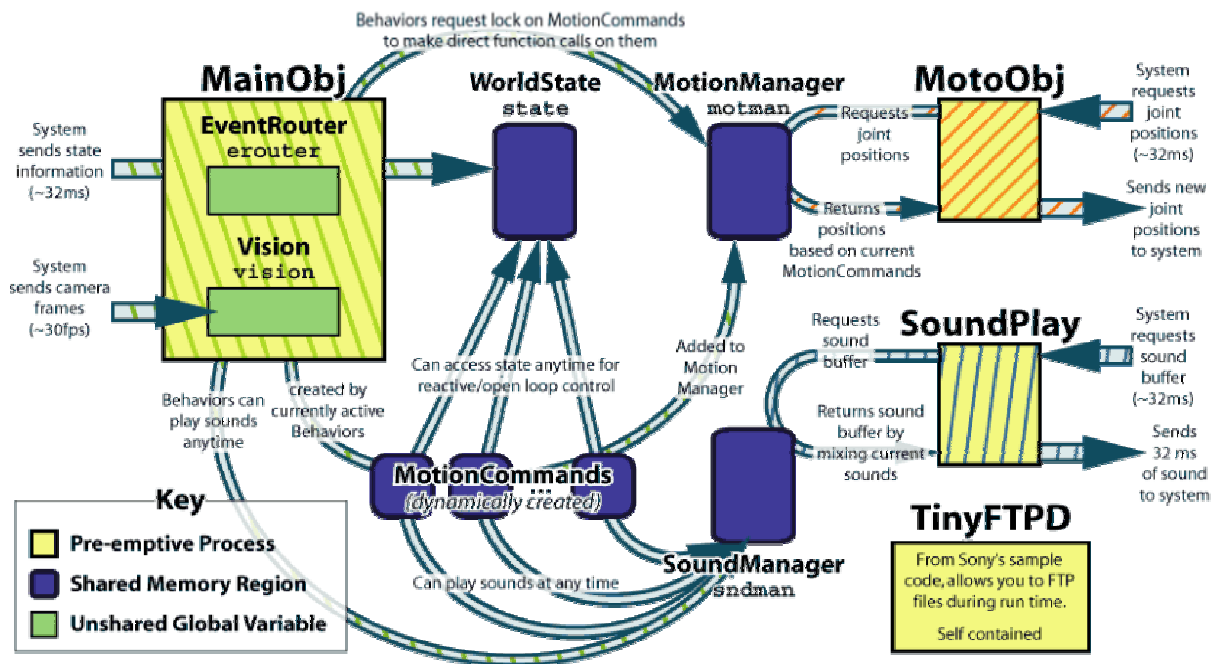 Behaviors request lock on MotionCommands
to make direct function calls on them
MainObj
EventRouter
erouter
Vision
vision
System
sends state
information
(~32ms)
System
sends camera
frames
(~30fps)
WorldState
state
MotionManager
motman
Requests
joint
positions
Returns
positions
based on current
MotionCommands
MotoObj
System
requests
joint
positions
(~32ms)
Sends new
joint
positions
to system
Can access state anytime for
reactive/open loop control
Added to
Motion
Manager
Behaviors can
play sounds
anytime
created by
currently active
Behaviors
MotionCommands
...
(dynamically created)
Requests
sound
buffer
Returns sound
buffer by
mixing current
sounds
SoundPlay
System
requests
sound
buffer
(~32ms)
Sends
32 ms
of sound
to system
Can play sounds at any time
SoundManager
sndman
TinyFTPD
From Sony's sample
code, allows you to FTP
files during run time.
Self contained
Key
Pre-emptive Process
Shared Memory Region
Unshared Global Variable